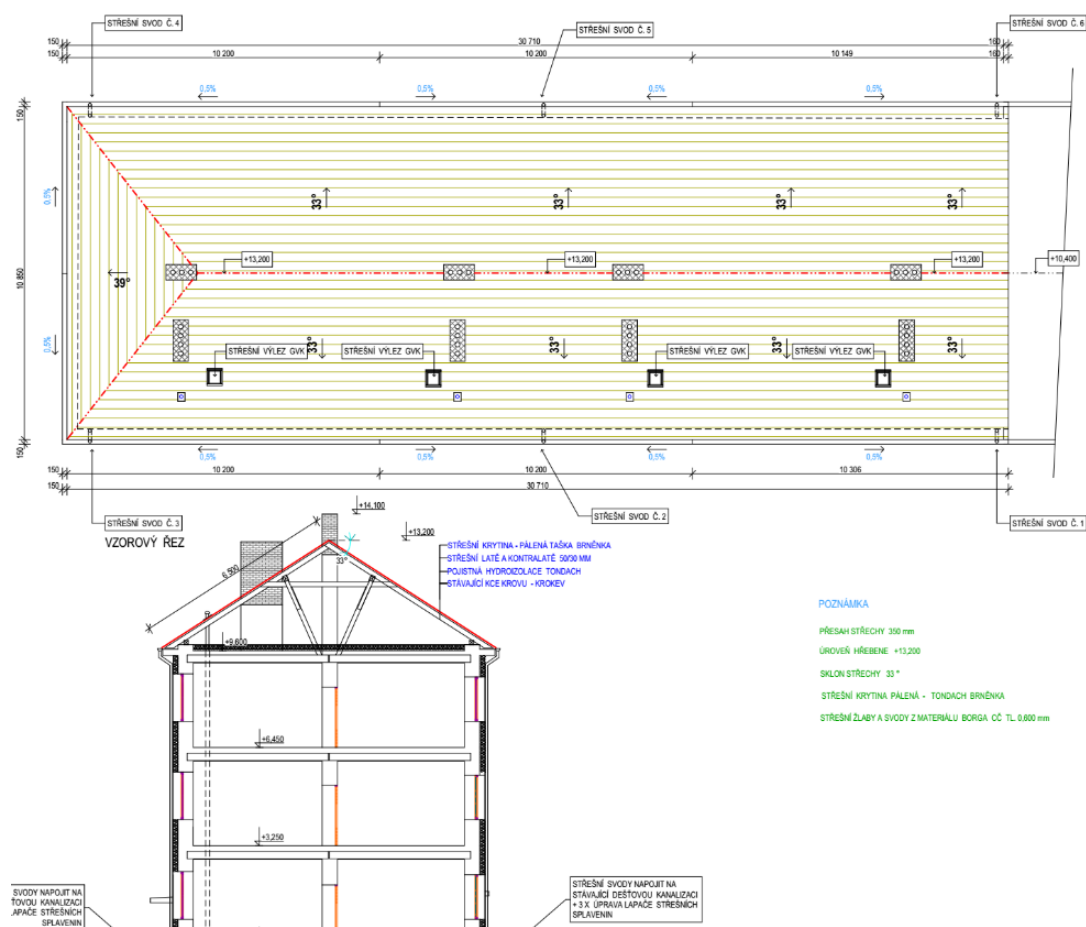 STŘEŠNÍ SVOD Č. 4
STŘEŠNÍ SVOD Č. 5
STŘEŠNÍ SVOD Č. 6
150
30 710
160
150
10 200
10 200
10 149
160
0,5%
0,5%
0,5%
0,5%
150
0,5%
33°
33°
33°
33°
+13,200
+13,200
+13,200
+10,400
10 850
39°
0,5%
STŘEŠNÍ VÝLEZ GVK
33°
STŘEŠNÍ VÝLEZ GVK
33°
STŘEŠNÍ VÝLEZ GVK
33°
STŘEŠNÍ VÝLEZ GVK
33°
150
0,5%
0,5%
0,5%
0,5%
150
10 200
10 200
10 306
150
30 710
STŘEŠNÍ SVOD Č. 3
STŘEŠNÍ SVOD Č. 2
STŘEŠNÍ SVOD Č. 1
VZOROVÝ ŘEZ
+14,100
+13,200
6 500
33°
STŘEŠNÍ KRYTINA - PÁLENÁ TAŠKA BRNĚNKA
STŘEŠNÍ LATĚ A KONTRALATĚ 50/30 MM
POJISTNÁ HYDROIZOLACE TONDACH
STÁVAJÍCÍ KCE KROVU - KROKEV
+9,600
+6,450
+3,250
POZNÁMKA
PŘESAH STŘECHY 350 mm
ÚROVEŇ HŘEBENE +13,200
SKLON STŘECHY 33 °
STŘEŠNÍ KRYTINA PÁLENÁ - TONDACH BRNĚNKA
STŘEŠNÍ ŽLABY A SVODY Z MATERIÁLU BORGA OČ TL. 0,600 mm
SVODY NAPOJIT NA
TOVOU KANALIZACI
APAČE STŘEŠNÍCH
SPLAVENIN
STŘEŠNÍ SVODY NAPOJIT NA
STÁVAJÍCÍ DEŠŤOVOU KANALIZACI
+ 3 X ÚPRAVA LAPAČE STŘEŠNÍCH
SPLAVENIN